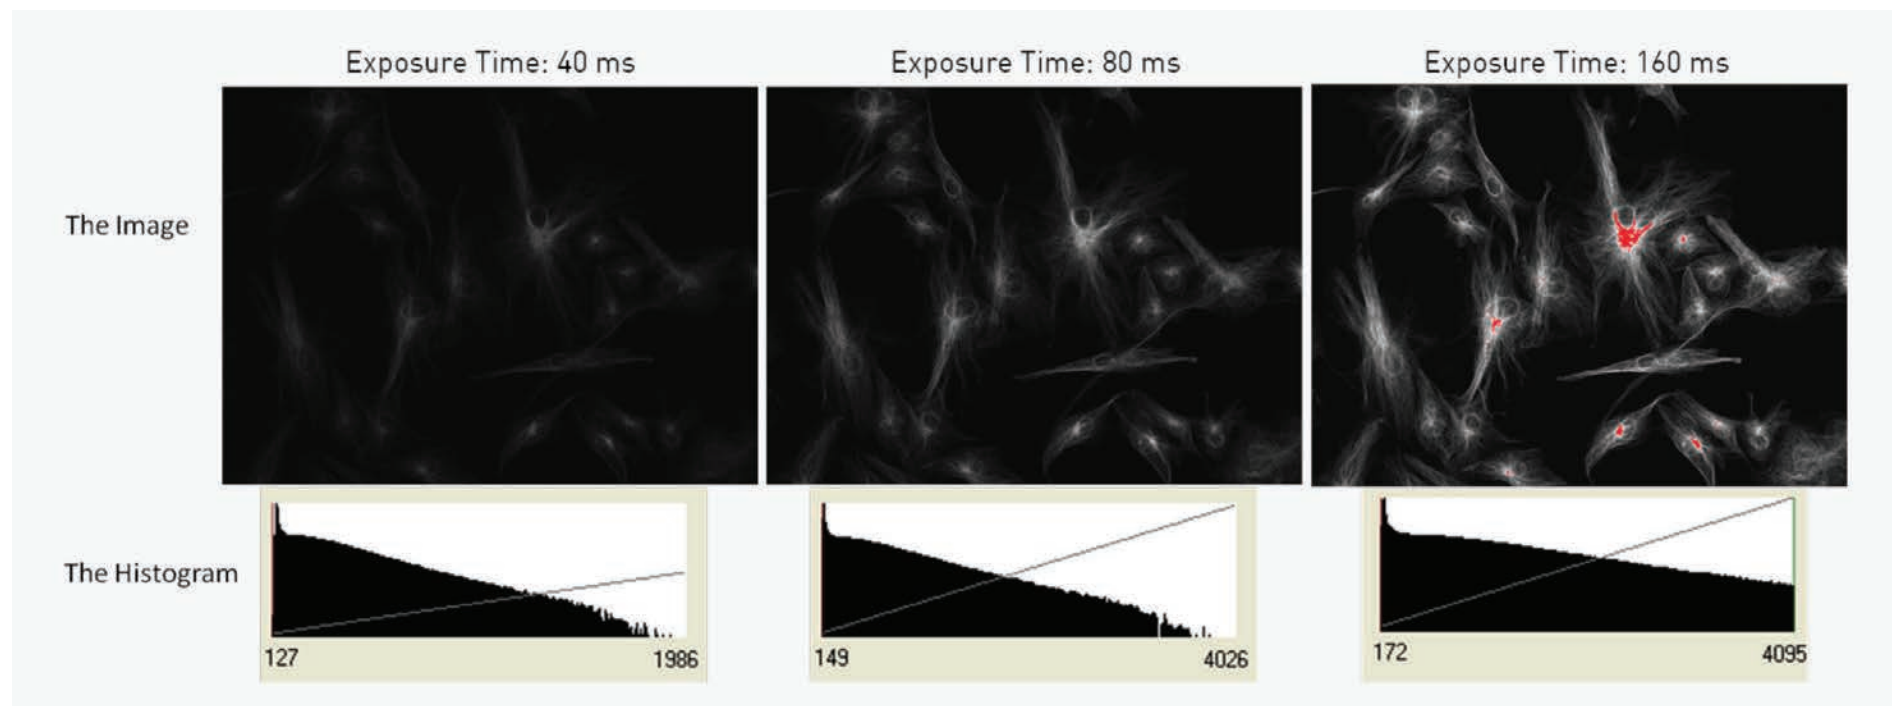 Exposure Time: 40 ms
Exposure Time: 80 ms
Exposure Time: 160 ms
The Image
The Histogram
127
1986
149
4026
172
4095